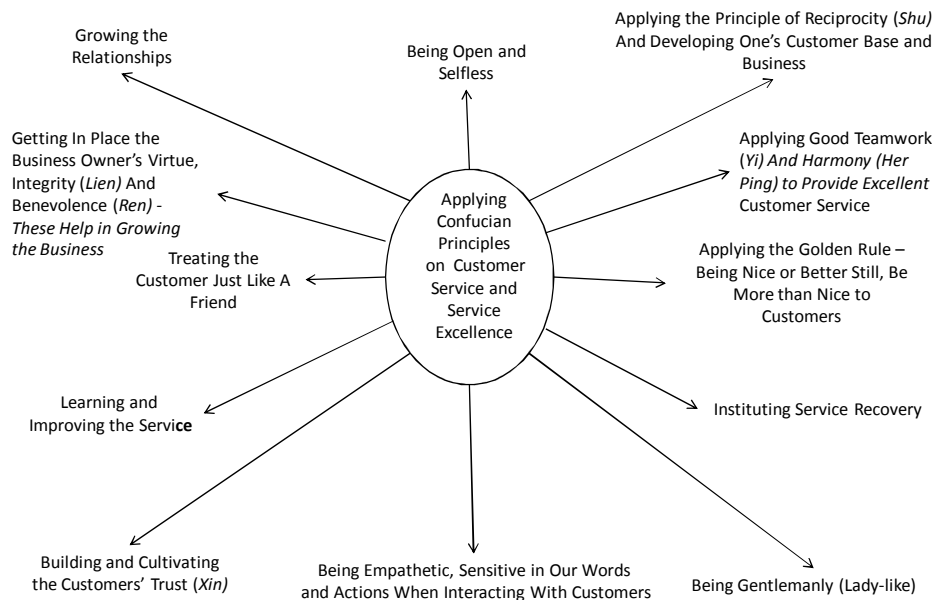 Growing the
Relationships
Being Open and
Selfless
Applying the Principle of Reciprocity (Shu)
And Developing One's Customer Base and
Business
Getting In Place the
Business Owner's Virtue,
Integrity (Lien) And
Benevolence (Ren) -
These Help in Growing
the Business
Applying Good Teamwork
(Yi) And Harmony (Her
Ping) to Provide Excellent
Customer Service
Applying
Confucian
Principles
on Customer
Service and
Service
Excellence
Treating the
Customer Just Like A
Friend
Applying the Golden Rule –
Being Nice or Better Still, Be
More than Nice to
Customers
Learning and
Improving the Service
Instituting Service Recovery
Building and Cultivating
the Customers' Trust (Xin)
Being Empathetic, Sensitive in Our Words
and Actions When Interacting With Customers
Being Gentlemanly (Lady-like)